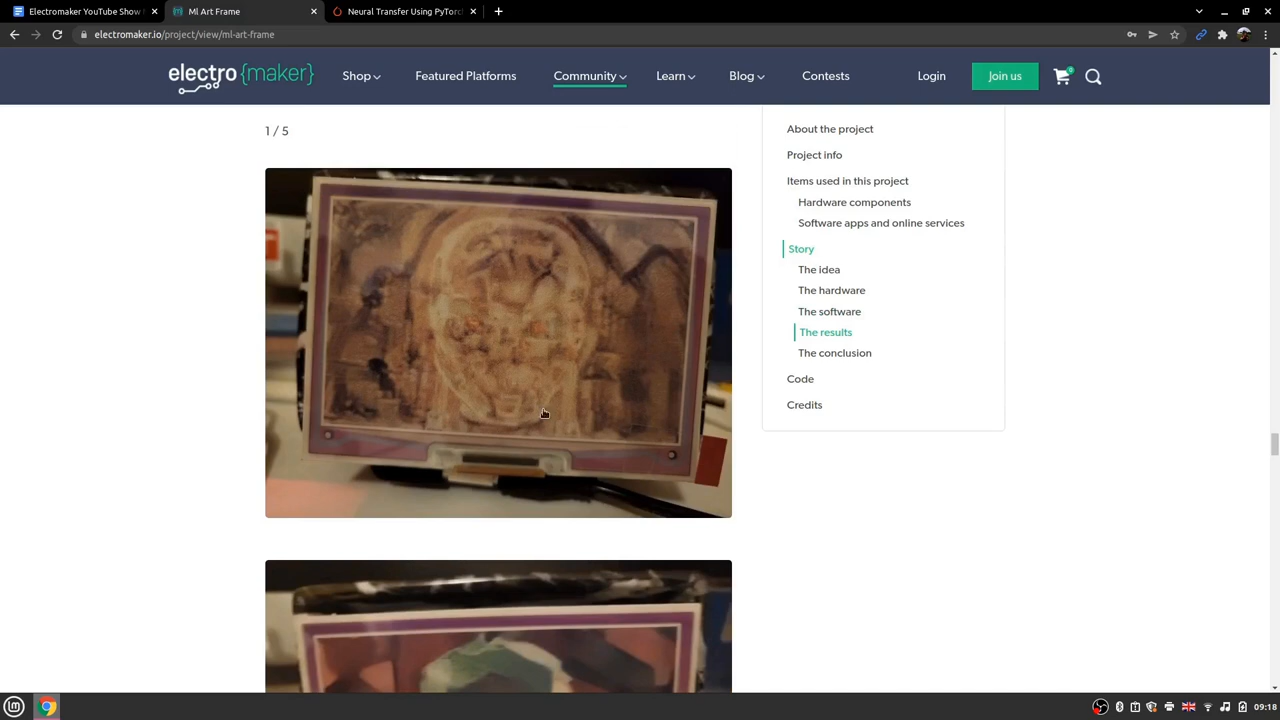 Electromaker YouTube Show
Ml Art Frame
Neural Transfer Using PyTorc
electromaker.io/project/view/ml-art-frame
electro{maker}
Shop
Featured Platforms
Community
Learn
Blog
Contests
Login
Join us
1 / 5
About the project
Project info
Items used in this project
Hardware components
Software apps and online services
Story
The idea
The hardware
The software
The results
The conclusion
Code
Credits
09:18